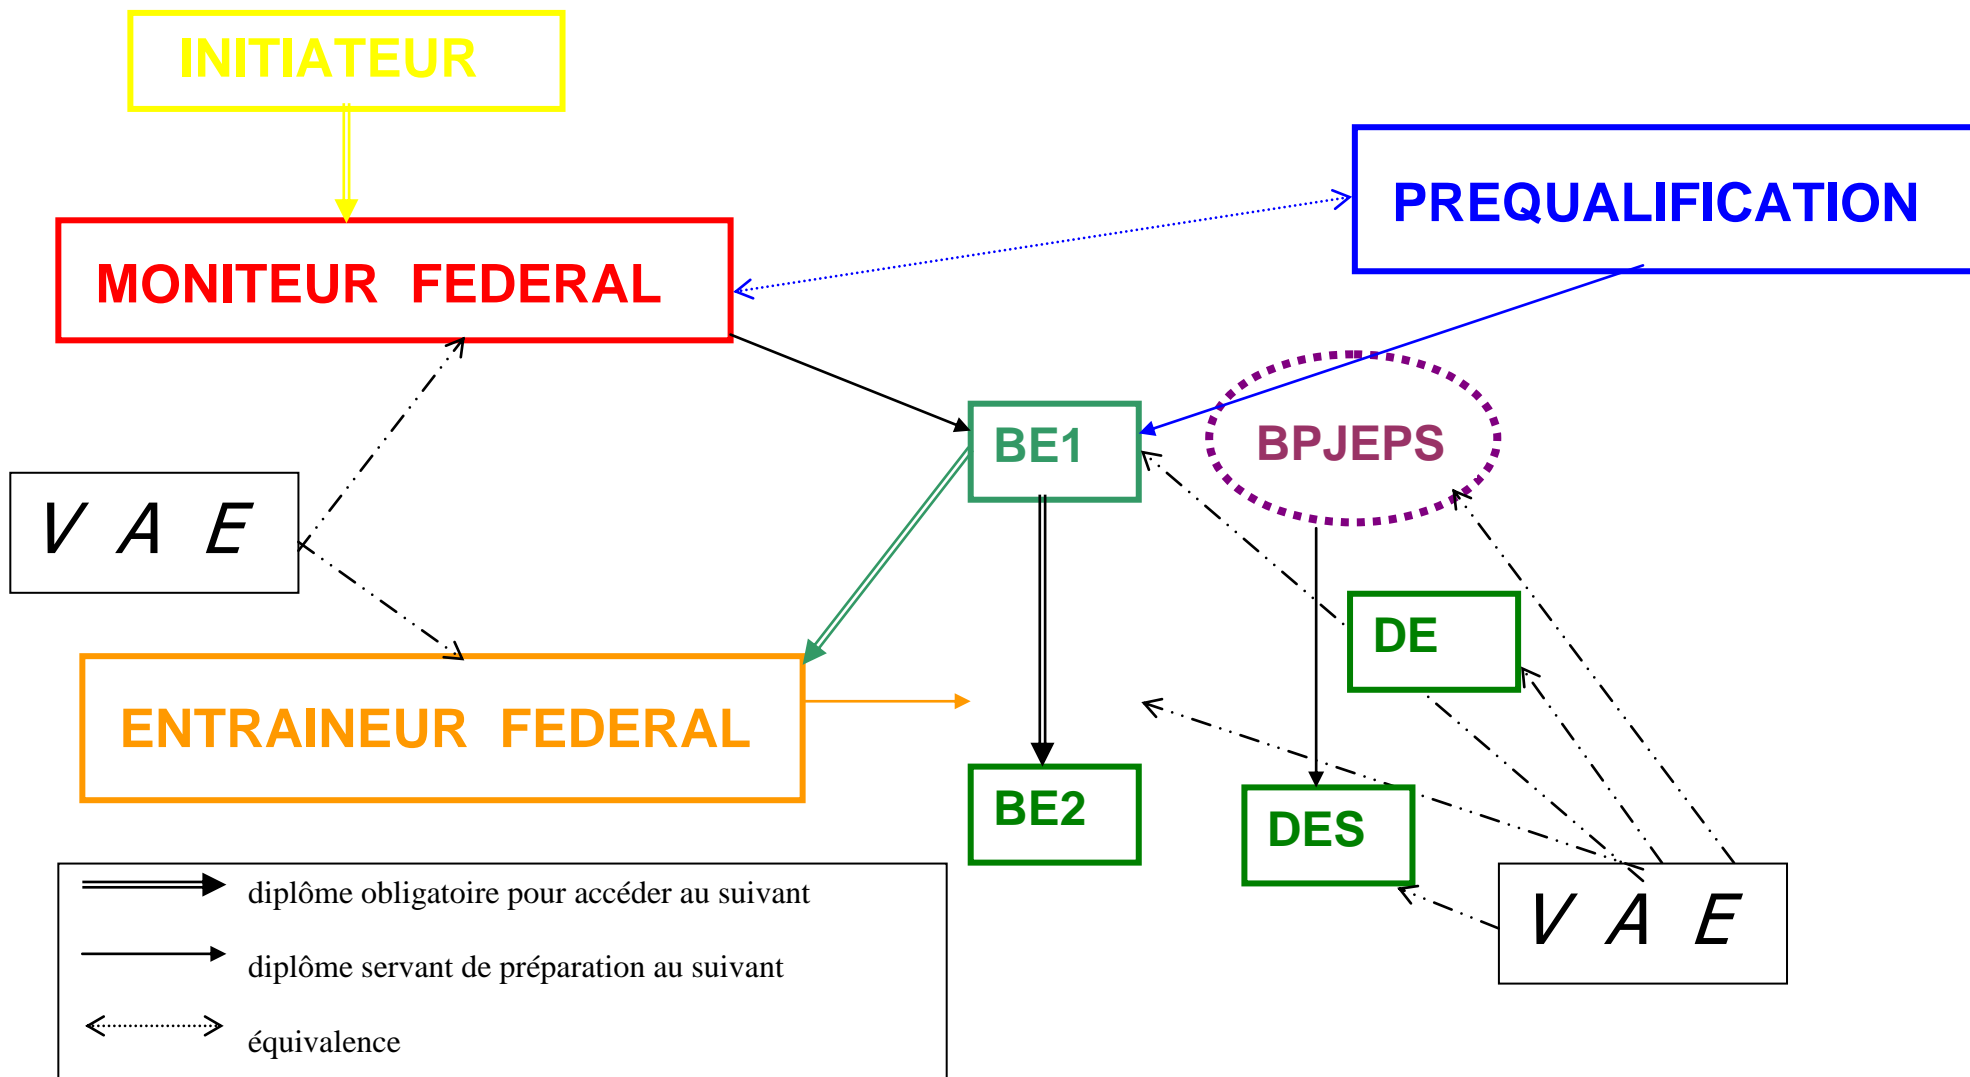 INITIATEUR
PREQUALIFICATION
MONITEUR FEDERAL
BE1
BPJEPS
V A E
DE
ENTRAINEUR FEDERAL
BE2
DES
V A E
diplôme obligatoire pour accéder au suivant
diplôme servant de préparation au suivant
équivalence